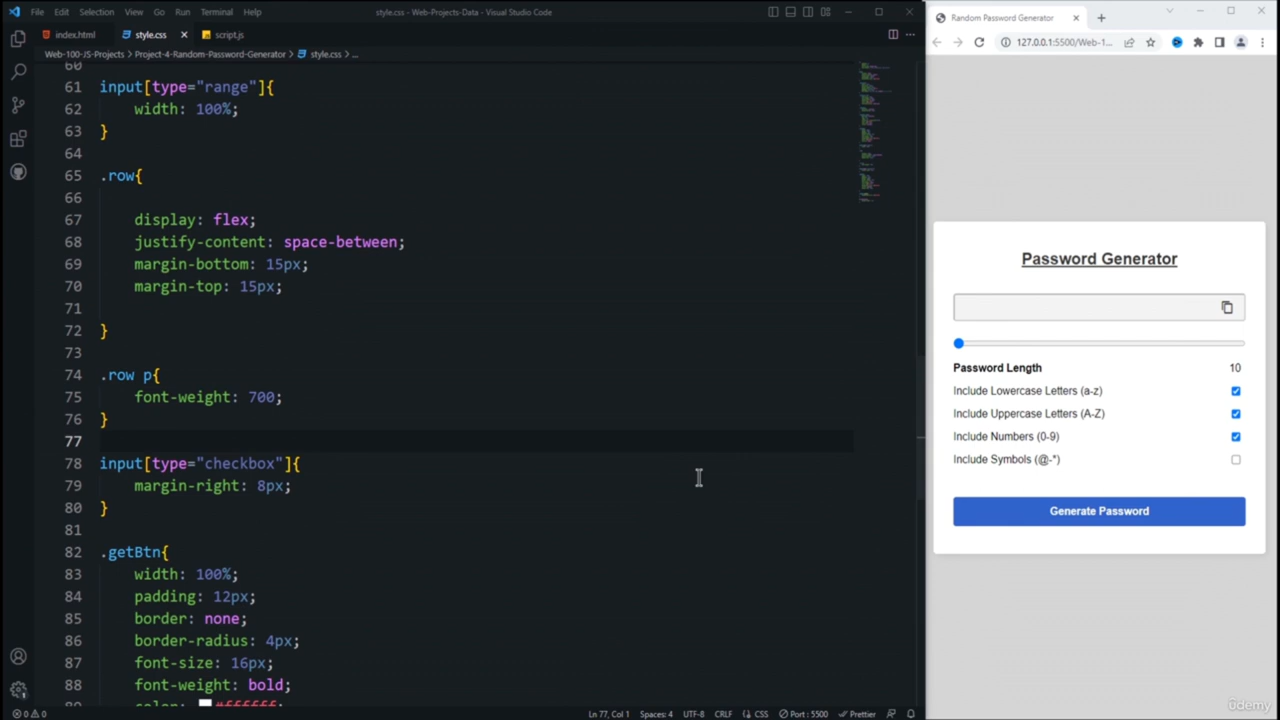 File Edit Selection View Go Run Terminal Help
style.css - Web-Projects-Data - Visual Studio Code
index.html
style.css
script.js
Web-100-JS-Projects > Project-4-Random-Password-Generator > style.css > ...
60
61 input[type="range"]{
62 width: 100%;
63 }
64
65 .row{
66
67 display: flex;
68 justify-content: space-between;
69 margin-bottom: 15px;
70 margin-top: 15px;
71
72 }
73
74 .row p{
75 font-weight: 700;
76 }
77
78 input[type="checkbox"]{
79 margin-right: 8px;
80 }
81
82 .getBtn{
83 width: 100%;
84 padding: 12px;
85 border: none;
86 border-radius: 4px;
87 font-size: 16px;
88 font-weight: bold;
89 color: #ffffff;
0 0 Ln 77, Col 1 Spaces: 4 UTF-8 CRLF {} CSS Port : 5500 Prettier
Random Password Generator
127.0.0.1:5500/Web-1...
Password Generator
Password Length 10
Include Lowercase Letters (a-z)
Include Uppercase Letters (A-Z)
Include Numbers (0-9)
Include Symbols (@-*)
Generate Password
ûdemy